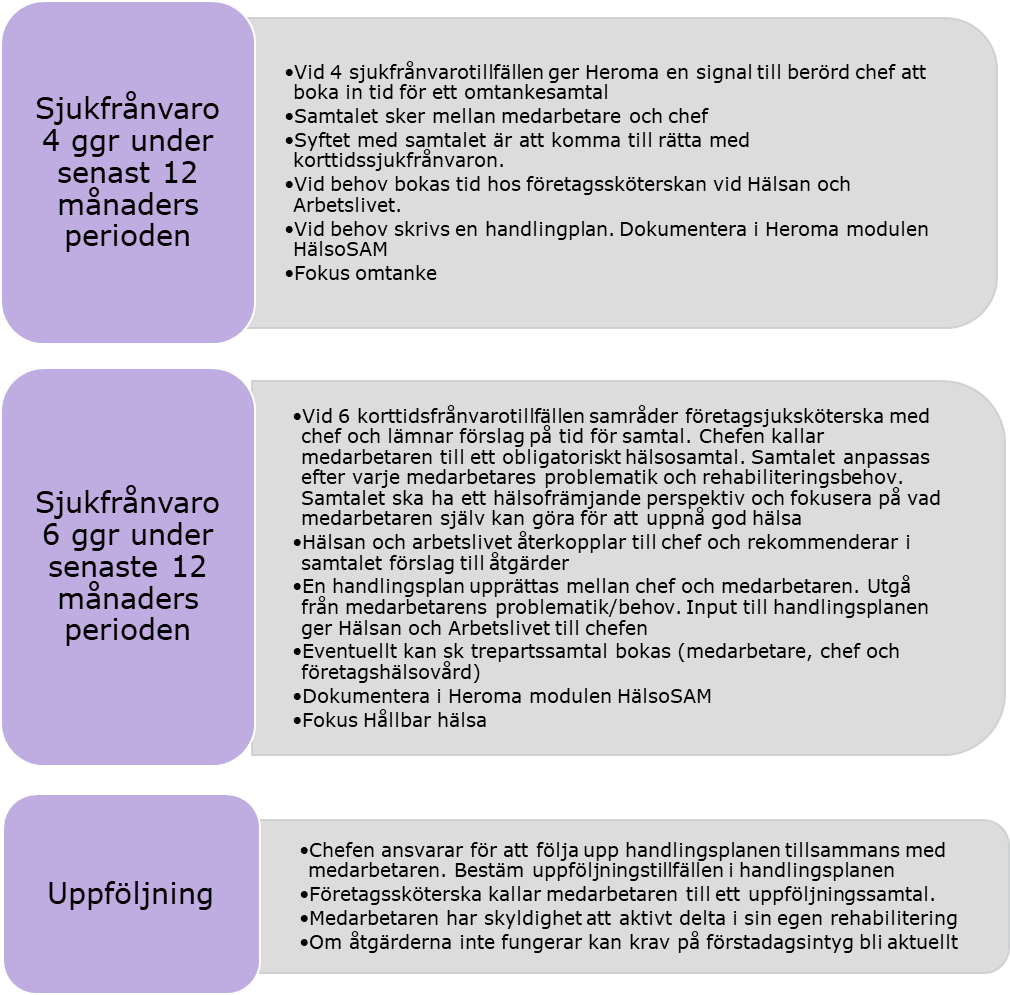 Sjukfrånvaro
4 ggr under
senast 12
månaders
perioden
•Vid 4 sjukfrånvarotillfällen ger Heroma en signal till berörd chef att
boka in tid för ett omtankesamtal
•Samtalet sker mellan medarbetare och chef
•Syftet med samtalet är att komma till rätta med
korttidssjukfrånvaron.
•Vid behov bokas tid hos företagssköterskan vid Hälsan och
Arbetslivet.
•Vid behov skrivs en handlingplan. Dokumentera i Heroma modulen
HälsoSAM
•Fokus omtanke
Sjukfrånvaro
6 ggr under
senaste 12
månaders
perioden
•Vid 6 korttidsfrånvarotillfällen samråder företagsjuksköterska med
chef och lämnar förslag på tid för samtal. Chefen kallar
medarbetaren till ett obligatoriskt hälsosamtal. Samtalet anpassas
efter varje medarbetares problematik och rehabiliteringsbehov.
Samtalet ska ha ett hälsofrämjande perspektiv och fokusera på vad
medarbetaren själv kan göra för att uppnå god hälsa
•Hälsan och arbetslivet återkopplar till chef och rekommenderar i
samtalet förslag till åtgärder
•En handlingsplan upprättas mellan chef och medarbetaren. Utgå
från medarbetarens problematik/behov. Input till handlingsplanen
ger Hälsan och Arbetslivet till chefen
•Eventuellt kan sk trepartssamtal bokas (medarbetare, chef och
företagshälsovård)
•Dokumentera i Heroma modulen HälsoSAM
•Fokus Hållbar hälsa
Uppföljning
•Chefen ansvarar för att följa upp handlingsplanen tillsammans med
medarbetaren. Bestäm uppföljningstillfällen i handlingsplanen
•Företagssköterska kallar medarbetaren till ett uppföljningssamtal.
•Medarbetaren har skyldighet att aktivt delta i sin egen rehabilitering
•Om åtgärderna inte fungerar kan krav på förstadagsintyg bli aktuellt